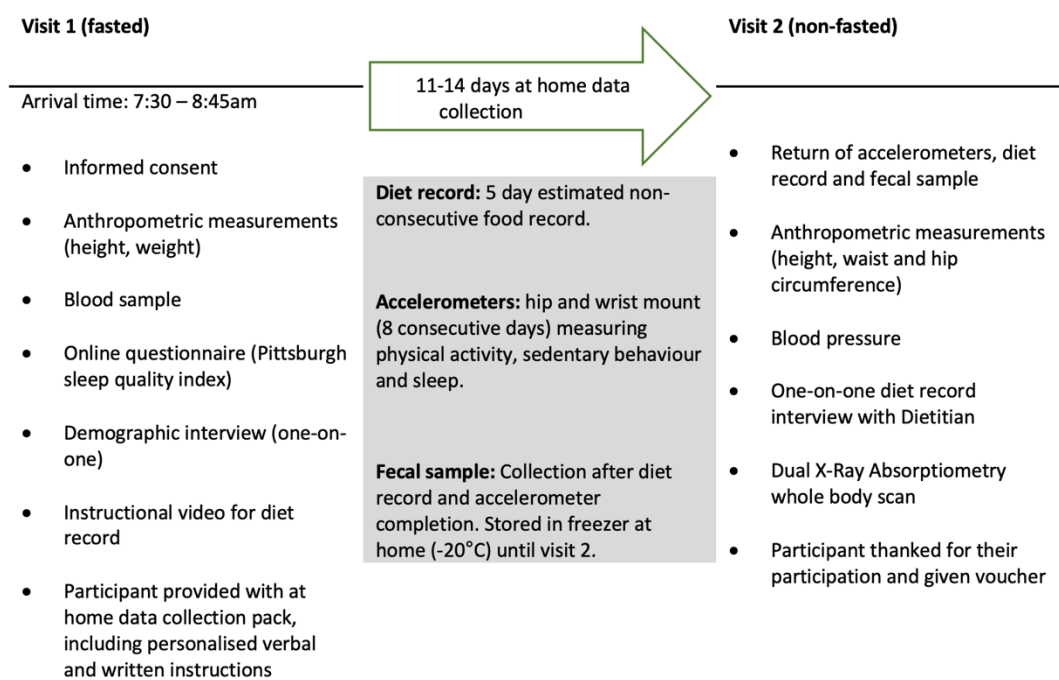 Visit 1 (fasted)
Arrival time: 7:30 – 8:45am
• Informed consent
• Anthropometric measurements
(height, weight)
• Blood sample
• Online questionnaire (Pittsburgh
sleep quality index)
• Demographic interview (one-on-
one)
• Instructional video for diet
record
• Participant provided with at
home data collection pack,
including personalised verbal
and written instructions
11-14 days at home data
collection
Diet record: 5 day estimated non-
consecutive food record.
Accelerometers: hip and wrist mount
(8 consecutive days) measuring
physical activity, sedentary behaviour
and sleep.
Fecal sample: Collection after diet
record and accelerometer
completion. Stored in freezer at
home (-20°C) until visit 2.
Visit 2 (non-fasted)
• Return of accelerometers, diet
record and fecal sample
• Anthropometric measurements
(height, waist and hip
circumference)
• Blood pressure
• One-on-one diet record
interview with Dietitian
• Dual X-Ray Absorptiometry
whole body scan
• Participant thanked for their
participation and given voucher